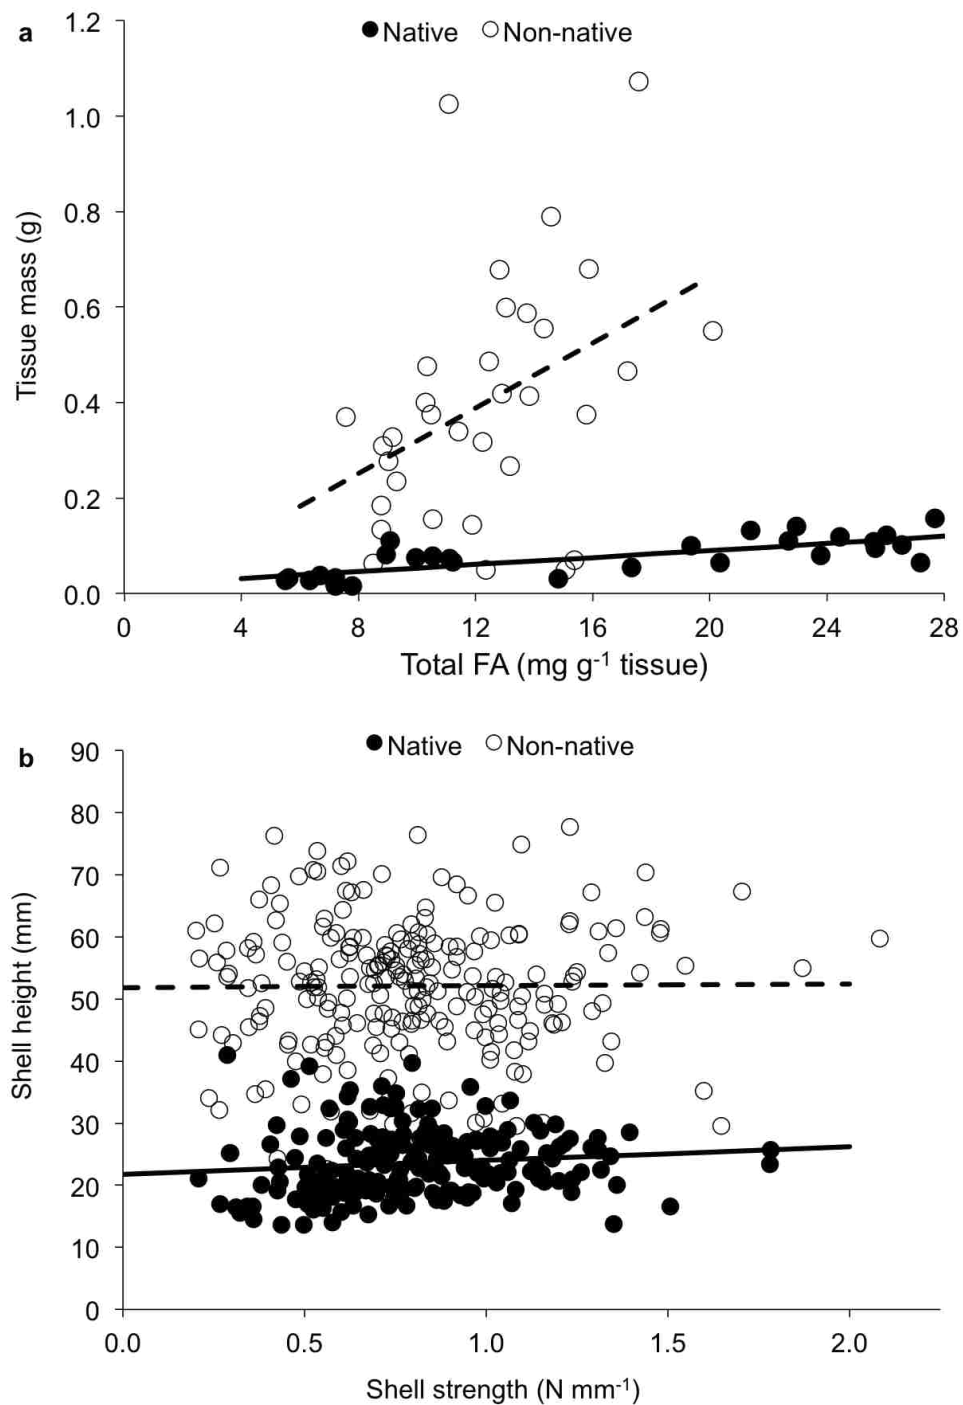 a
Native Non-native
1.2
1.0
0.8
0.6
0.4
0.2
0.0
Tissue mass (g)
0 4 8 12 16 20 24 28
Total FA (mg g⁻¹ tissue)
b
Native Non-native
90
80
70
60
50
40
30
20
10
0
Shell height (mm)
0.0 0.5 1.0 1.5 2.0
Shell strength (N mm⁻¹)